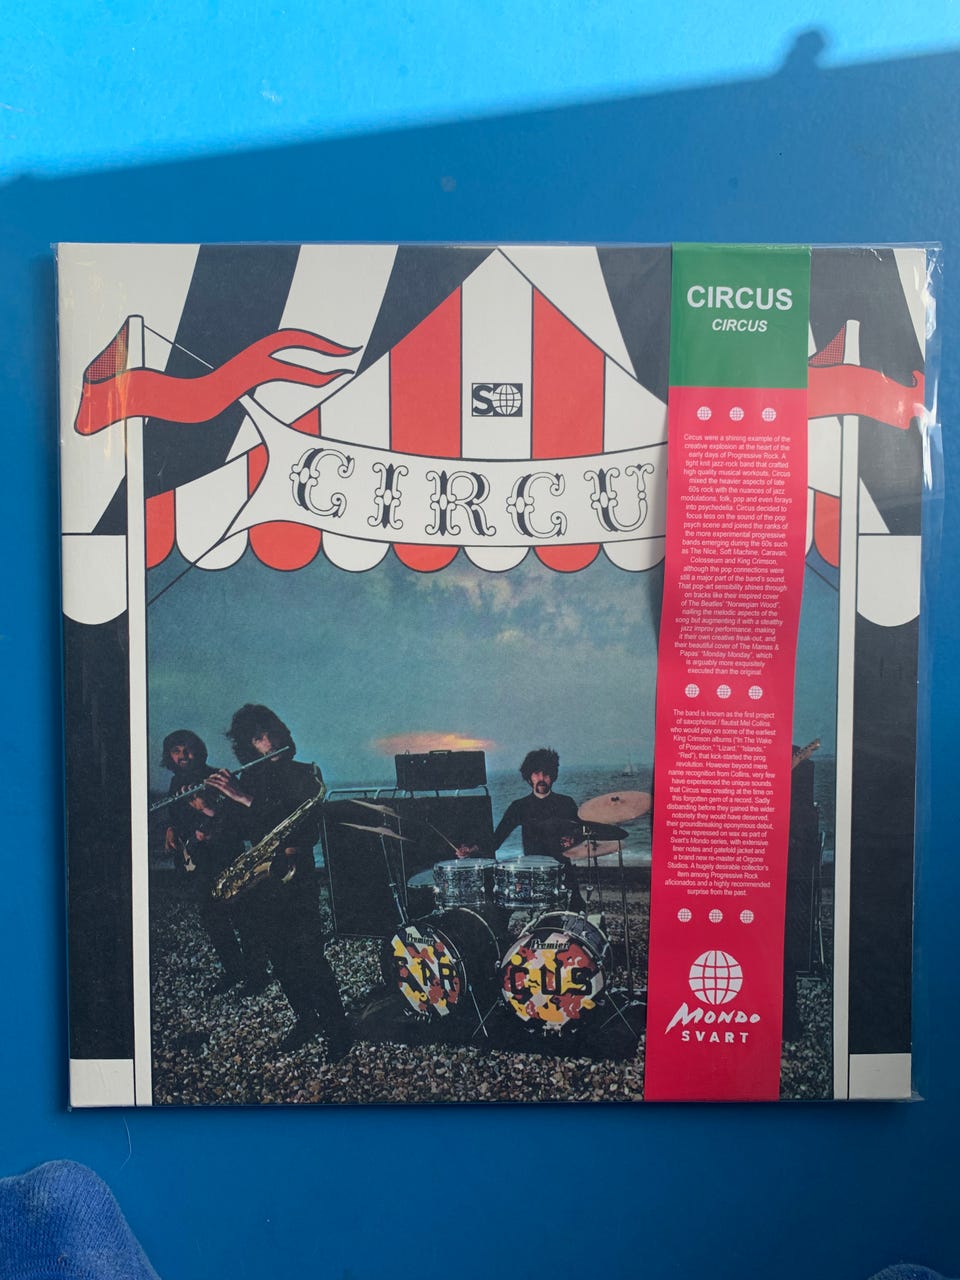 CIRCUS
CIRCUS
S
CIRCU
Circus were a shining example of the
creative explosion at the heart of the
early days of Progressive Rock. A
tight knit jazz-rock band that crafted
high quality musical workouts, Circus
mixed the heavier aspects of late
60s rock with the nuances of jazz
modulations, folk, pop and even forays
into psychedelia. Circus decided to
focus less on the sound of the pop
psych scene and joined the ranks of
the more experimental progressive
bands emerging during the 60s such
as The Nice, Soft Machine, Caravan,
Colosseum and King Crimson,
although the pop connections were
still a major part of the band's sound.
That pop-art sensibility shines through
on tracks like their inspired cover
of The Beatles' "Norwegian Wood",
nailing the melodic aspects of the
song but augmenting it with a stealthy
jazz improv performance, making
it their own creative freak-out, and
their beautiful cover of The Mamas &
Papas' "Monday Monday", which
is arguably more exquisitely
executed than the original.
The band is known as the first project
of saxophonist / flautist Mel Collins
who would play on some of the earliest
King Crimson albums ("In The Wake
of Poseidon," "Lizard," "Islands,"
"Red"), that kick-started the prog
revolution. However beyond mere
name recognition from Collins, very few
have experienced the unique sounds
that Circus was creating at the time on
this forgotten gem of a record. Sadly
disbanding before they gained the wider
notoriety they would have deserved,
their groundbreaking eponymous debut,
is now repressed on wax as part of
Svart's Mondo series, with extensive
liner notes and gatefold jacket and
a brand new re-master at Orgone
Studios. A hugely desirable collector's
item among Progressive Rock
aficionados and a highly recommended
surprise from the past.
Premier
Premier
CUS
MONDO
SVART